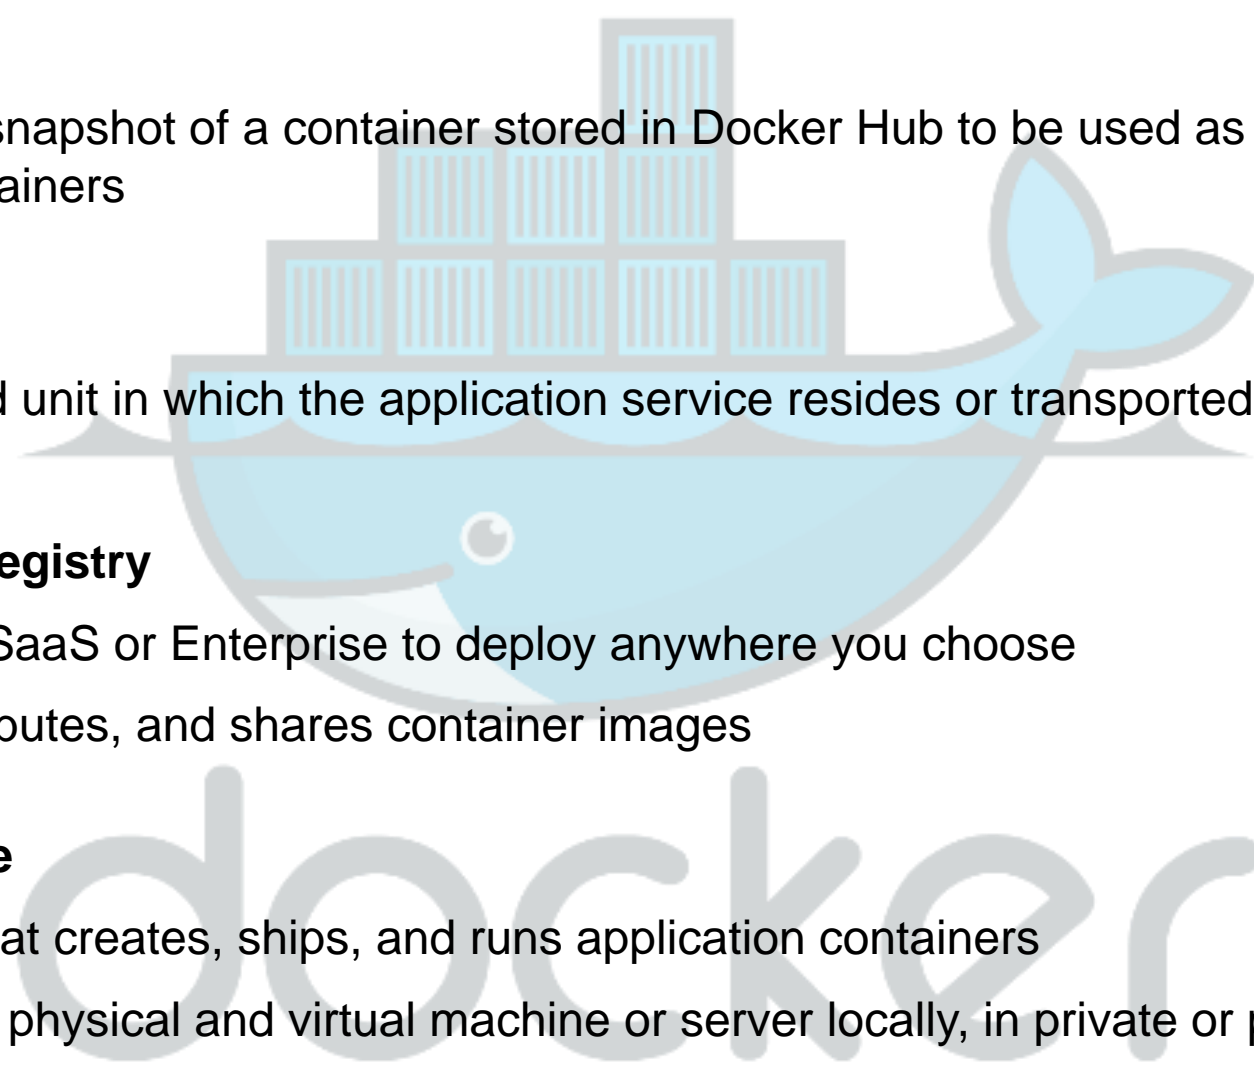 snapshot of a container stored in Docker Hub to be used as
ainers
d unit in which the application service resides or transported
egistry
SaaS or Enterprise to deploy anywhere you choose
butes, and shares container images
e
at creates, ships, and runs application containers
physical and virtual machine or server locally, in private or p
docker